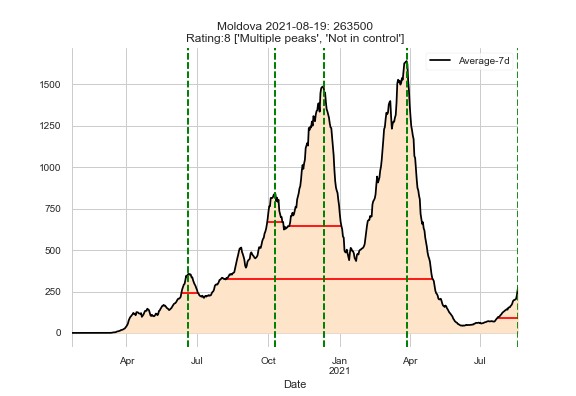 Moldova 2021-08-19: 263500
Rating:8 ['Multiple peaks', 'Not in control']
Average-7d
1500
1250
1000
750
500
250
0
Apr Jul Oct Jan Apr Jul
2021
Date